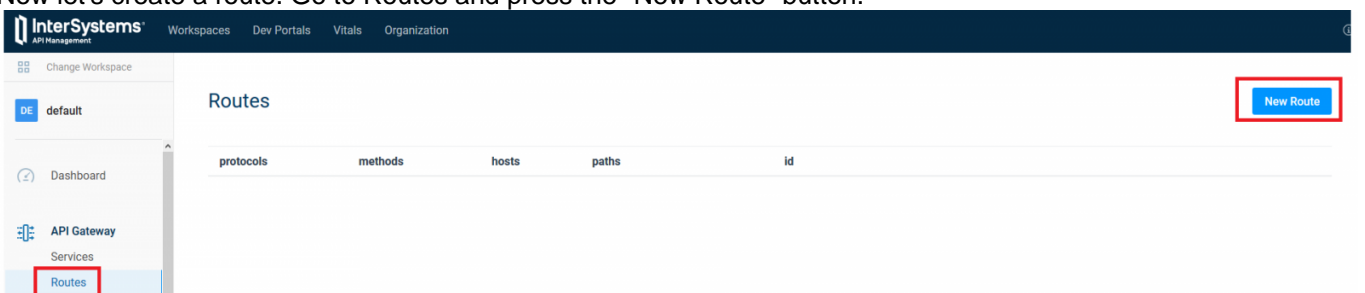 Now let's create a route. Go to Routes and press the "New Route" button:
InterSystems®
API Management
Workspaces Dev Portals Vitals Organization
Change Workspace
DE default
Routes
New Route
protocols methods hosts paths id
Dashboard
API Gateway
Services
Routes